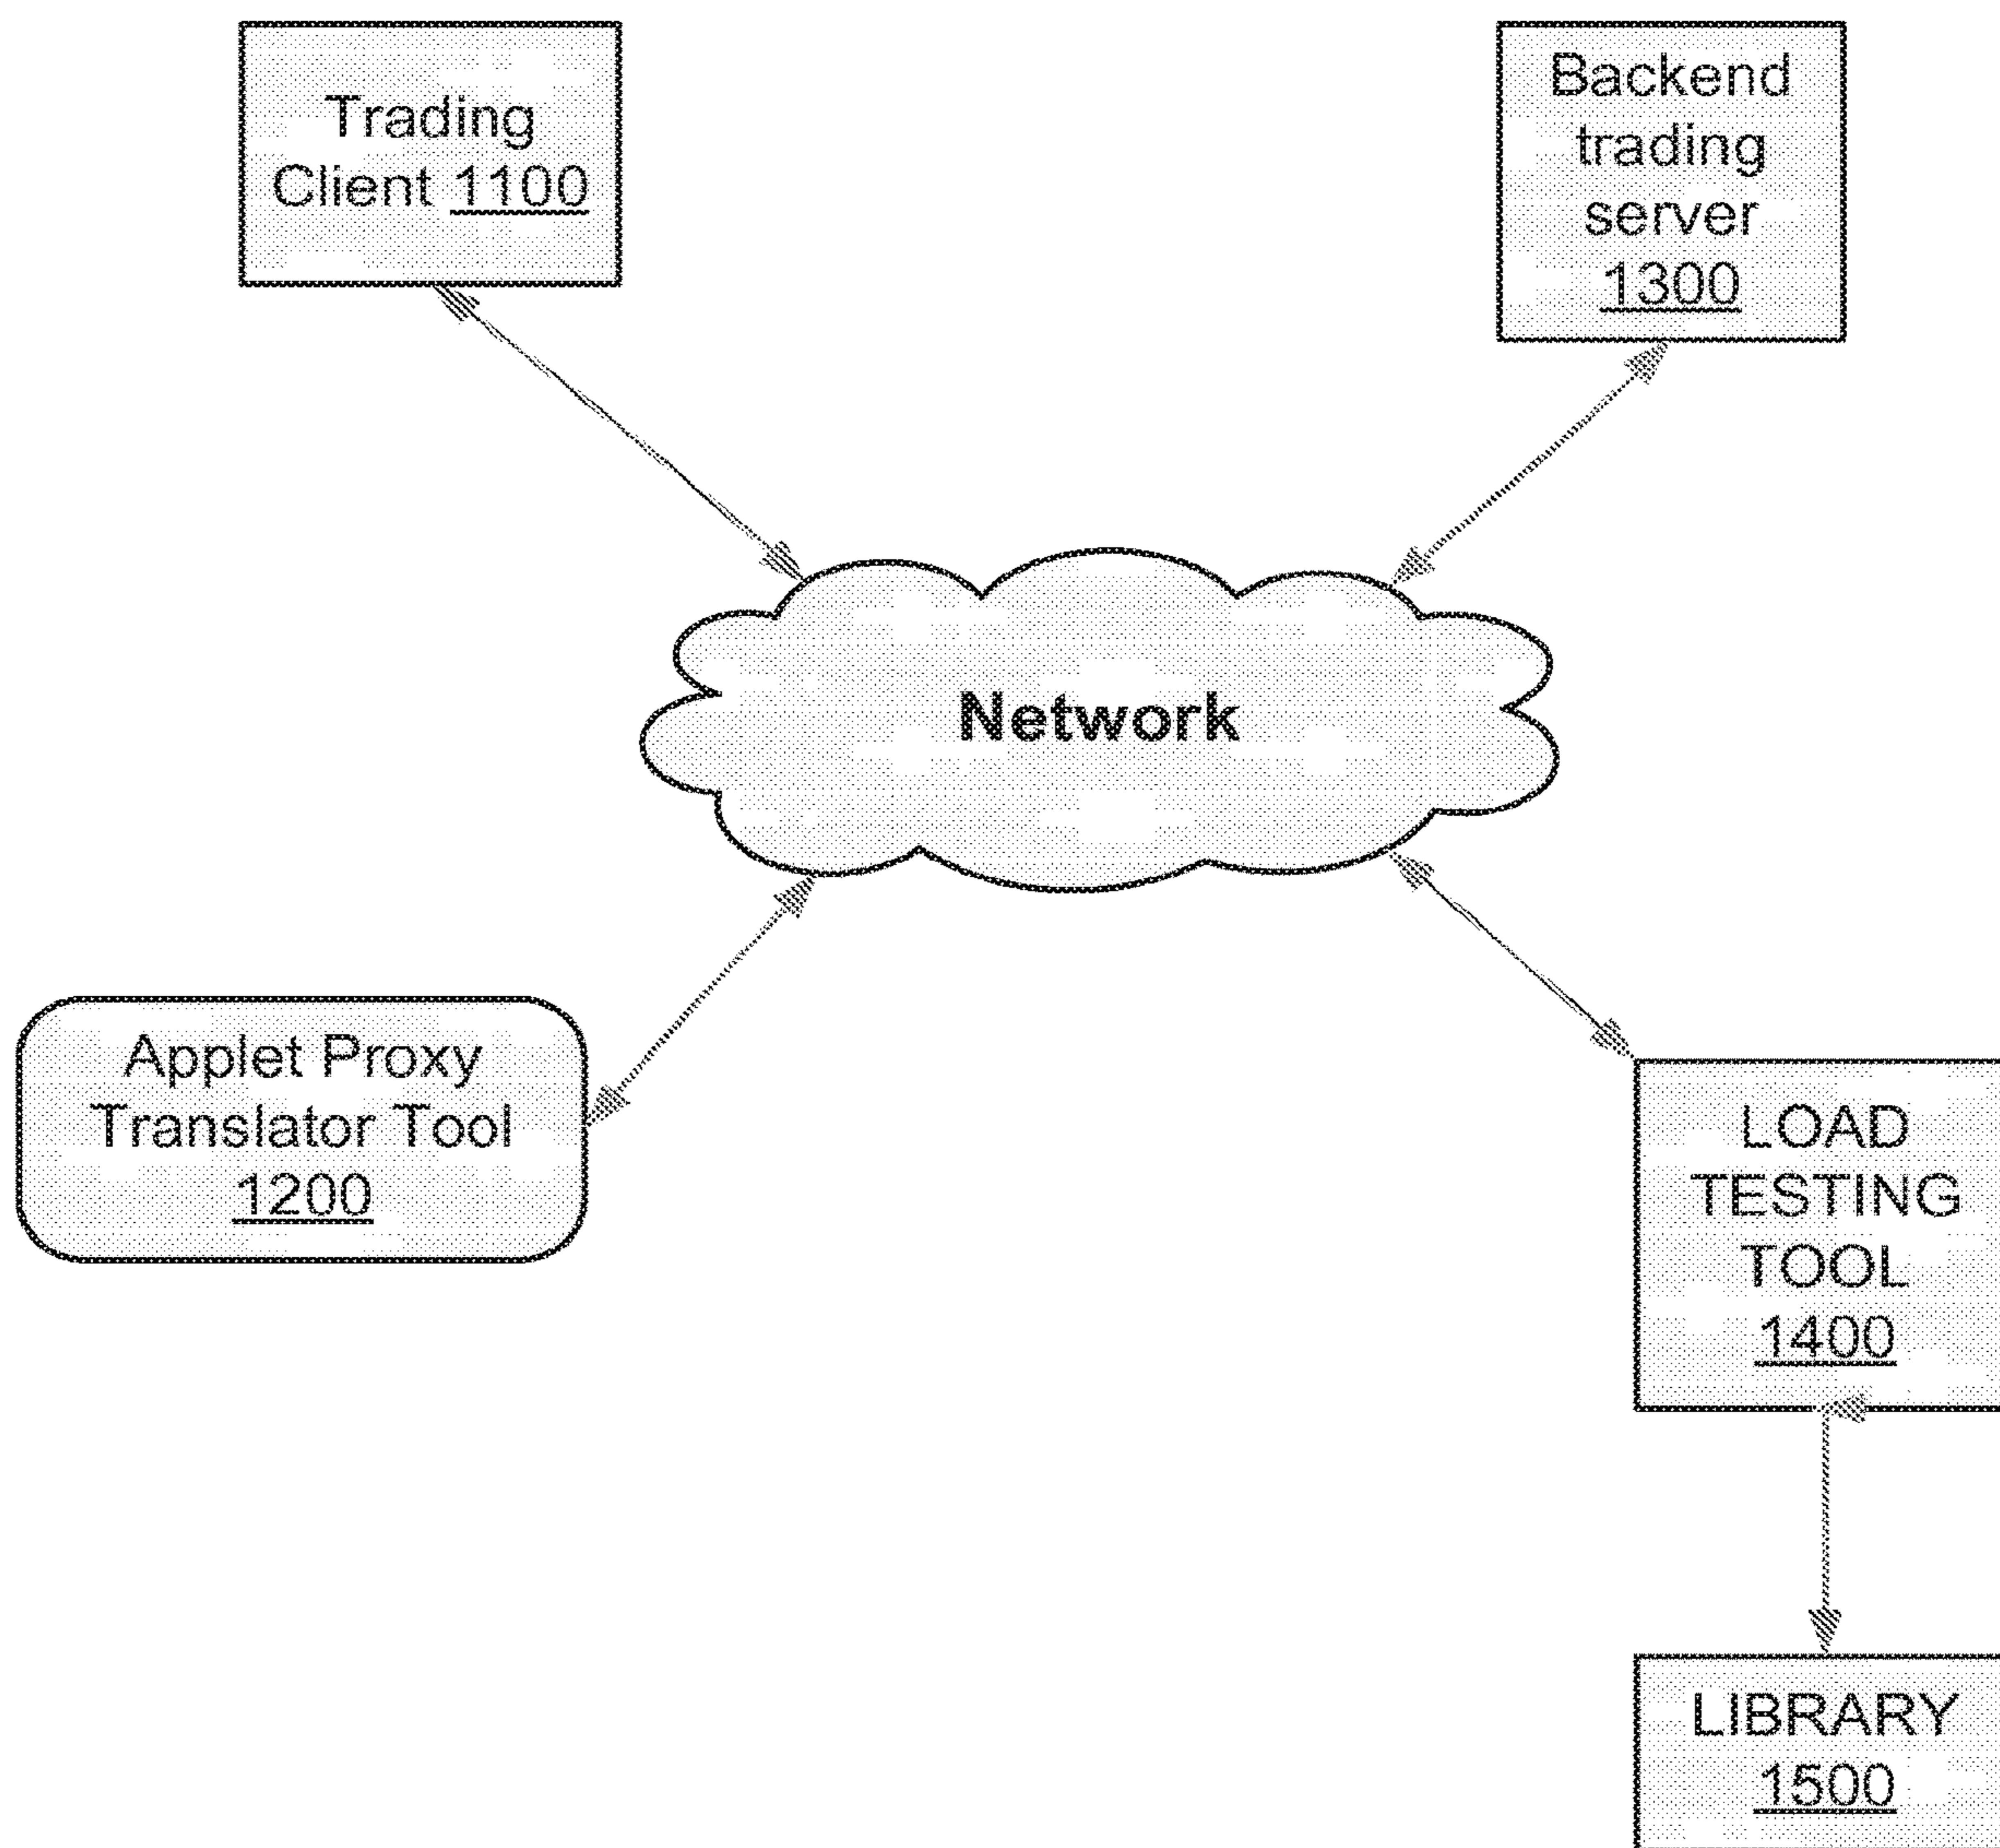 Trading
Client 1100
Backend
trading
server
1300
Network
Applet Proxy
Translator Tool
1200
LOAD
TESTING
TOOL
1400
LIBRARY
1500